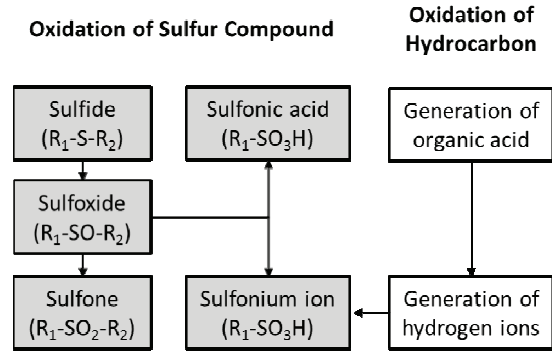 Oxidation of Sulfur Compound
Oxidation of
Hydrocarbon
Sulfide
(R₁-S-R₂)
Sulfonic acid
(R₁-SO₃H)
Generation of
organic acid
Sulfoxide
(R₁-SO-R₂)
Sulfone
(R₁-SO₂-R₂)
Sulfonium ion
(R₁-SO₃H)
Generation of
hydrogen ions